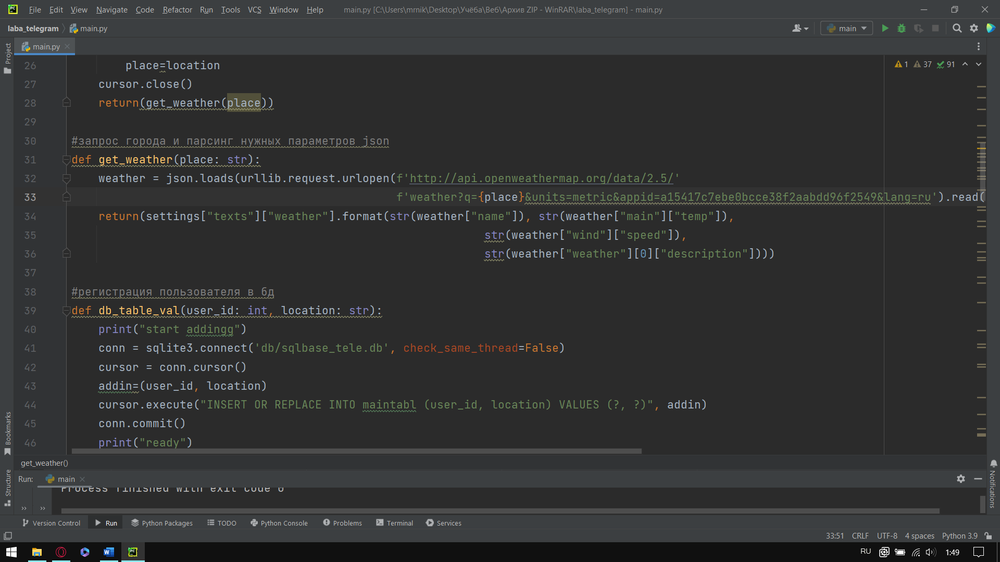 File Edit View Navigate Code Refactor Run Tools VCS Window Help main.py [C:\Users\mrnik\Desktop\Учёба\Веб\Архив ZIP - WinRAR\laba_telegram] - main.py
laba_telegram main.py main
Project
main.py
1 37 91
26 place=location
27 cursor.close()
28 return(get_weather(place))
29
30 #запрос города и парсинг нужных параметров json
31 def get_weather(place: str):
32 weather = json.loads(urllib.request.urlopen(f'http://api.openweathermap.org/data/2.5/'
33 f'weather?q={place}&units=metric&appid=a15417c7ebe0bcce38f2aabdd96f2549&lang=ru').read(
34 return(settings["texts"]["weather"].format(str(weather["name"]), str(weather["main"]["temp"]),
35 str(weather["wind"]["speed"]),
36 str(weather["weather"][0]["description"])))
37
38 #регистрация пользователя в бд
39 def db_table_val(user_id: int, location: str):
40 print("start addingg")
41 conn = sqlite3.connect('db/sqlbase_tele.db', check_same_thread=False)
42 cursor = conn.cursor()
43 addin=(user_id, location)
44 cursor.execute("INSERT OR REPLACE INTO maintabl (user_id, location) VALUES (?, ?)", addin)
45 conn.commit()
46 print("ready")
Bookmarks
Structure
Notifications
get_weather()
Run: main
Process finished with exit code 0
Version Control Run Python Packages TODO Python Console Problems Terminal Services
33:51 CRLF UTF-8 4 spaces Python 3.9
RU 1:49